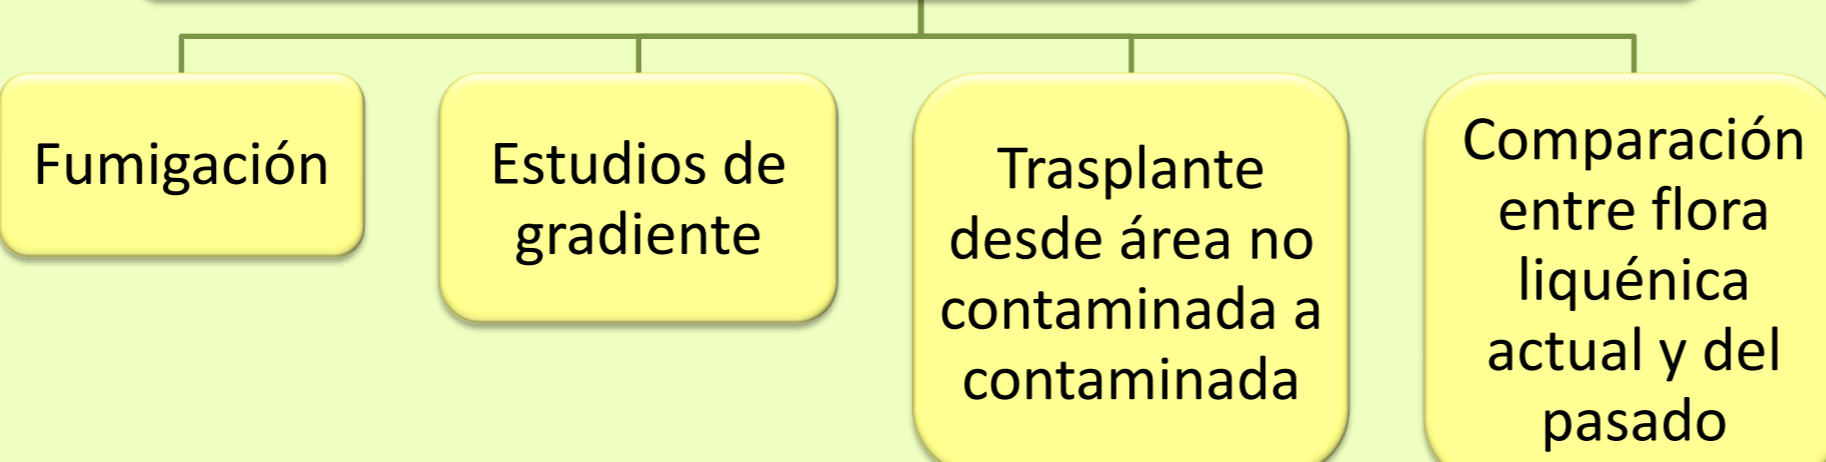 Fumigación
Estudios de
gradiente
Trasplante
desde área no
contaminada a
contaminada
Comparación
entre flora
liquénica
actual y del
pasado